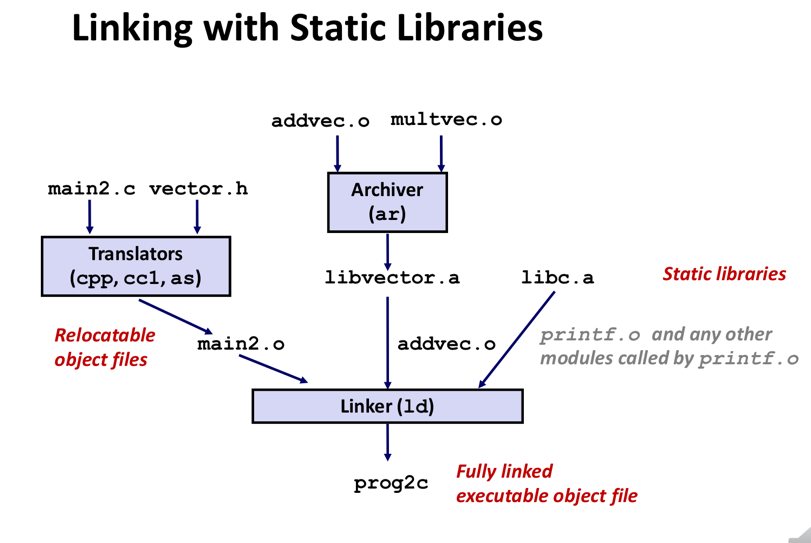 Linking with Static Libraries
addvec.o multvec.o
main2.c vector.h
Archiver
(ar)
Translators
(cpp, cc1, as)
libvector.a
libc.a
Static libraries
Relocatable
object files
main2.o
addvec.o
printf.o and any other
modules called by printf.o
Linker (ld)
prog2c
Fully linked
executable object file